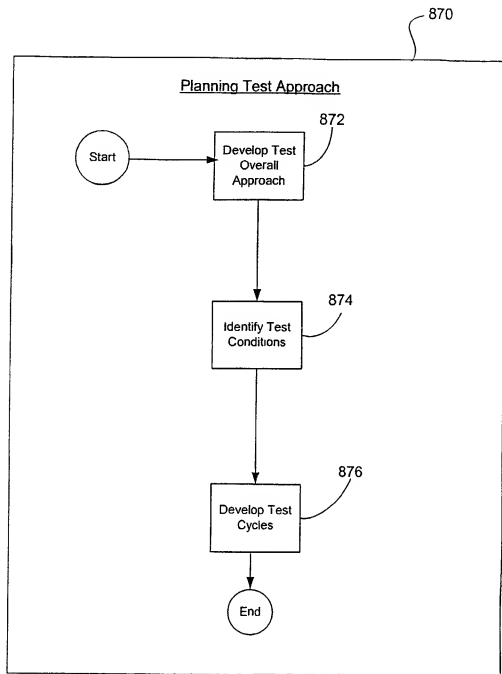 870
Planning Test Approach
872
Start
Develop Test
Overall
Approach
874
Identify Test
Conditions
876
Develop Test
Cycles
End